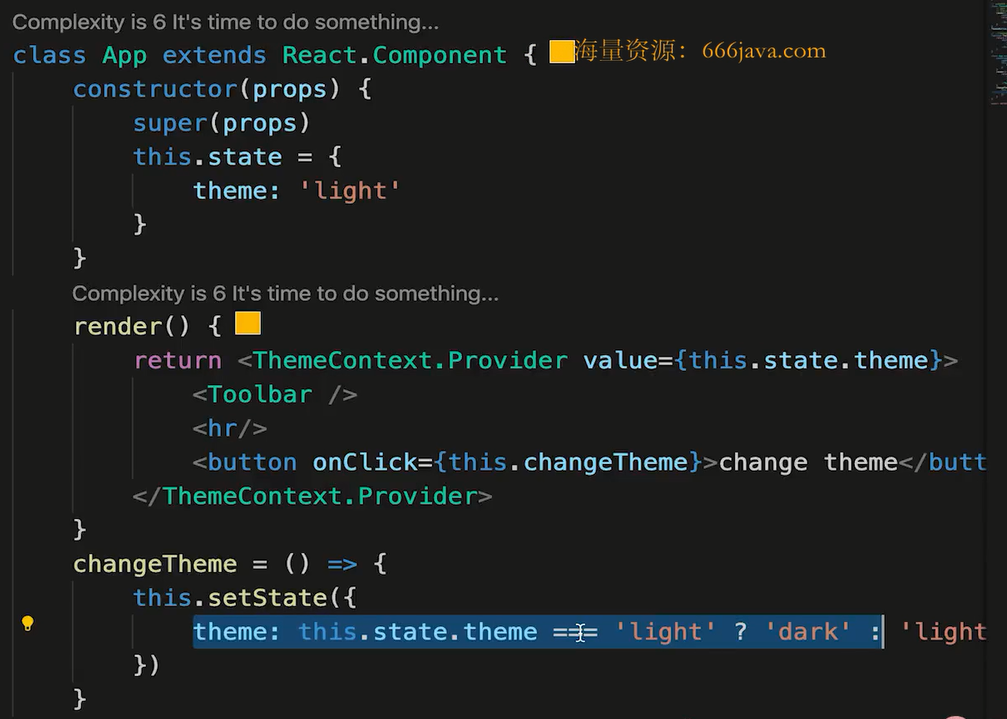 Complexity is 6 It's time to do something...
class App extends React.Component {
海量资源：666java.com
constructor(props) {
super(props)
this.state = {
theme: 'light'
}
}
Complexity is 6 It's time to do something...
render() {
return <ThemeContext.Provider value={this.state.theme}>
<Toolbar />
<hr/>
<button onClick={this.changeTheme}>change theme</butt
</ThemeContext.Provider>
}
changeTheme = () => {
this.setState({
theme: this.state.theme === 'light' ? 'dark' : 'light
})
}